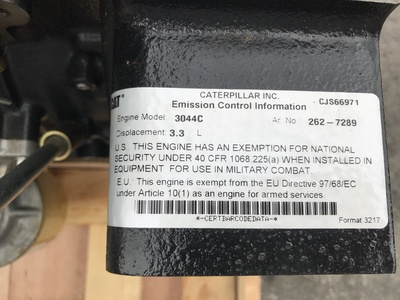 CATERPILLAR INC.
CAT Emission Control Information CJS66971
Engine Model: 3044C Ar. No 262-7289
Displacement: 3.3 L
U.S. THIS ENGINE HAS AN EXEMPTION FOR NATIONAL
SECURITY UNDER 40 CFR 1068.225(a) WHEN INSTALLED IN
EQUIPMENT FOR USE IN MILITARY COMBAT.
E.U. This engine is exempt from the EU Directive 97/68/EC
under Article 10(1) as an engine for armed services.
*-CERTBARCODEDATA-*
Format 3217